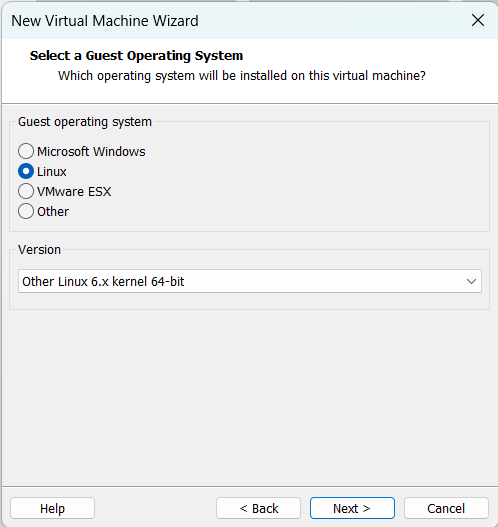 New Virtual Machine Wizard
Select a Guest Operating System
Which operating system will be installed on this virtual machine?
Guest operating system
Microsoft Windows
Linux
VMware ESX
Other
Version
Other Linux 6.x kernel 64-bit
Help
< Back
Next >
Cancel